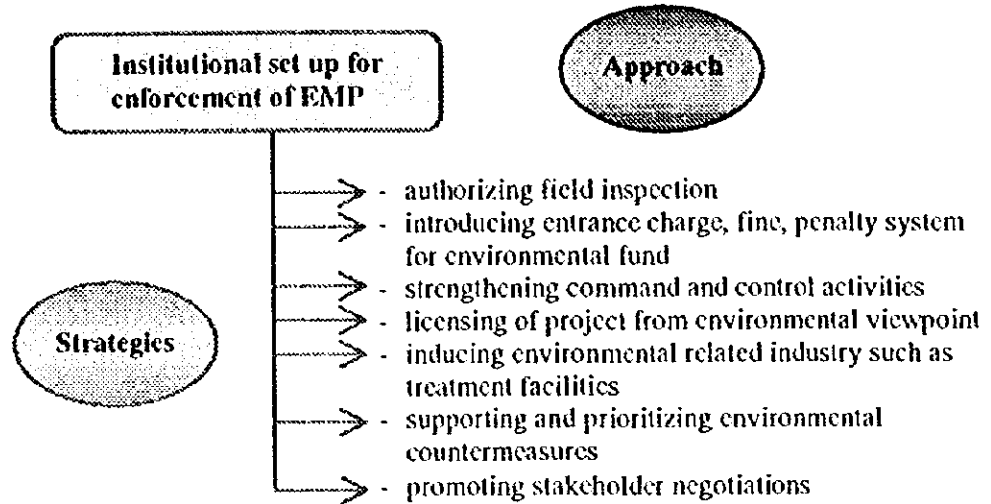 Institutional set up for
enforcement of EMP
Approach
- authorizing field inspection
- introducing entrance charge, fine, penalty system
for environmental fund
- strengthening command and control activities
- licensing of project from environmental viewpoint
- inducing environmental related industry such as
treatment facilities
- supporting and prioritizing environmental
countermeasures
- promoting stakeholder negotiations
Strategies